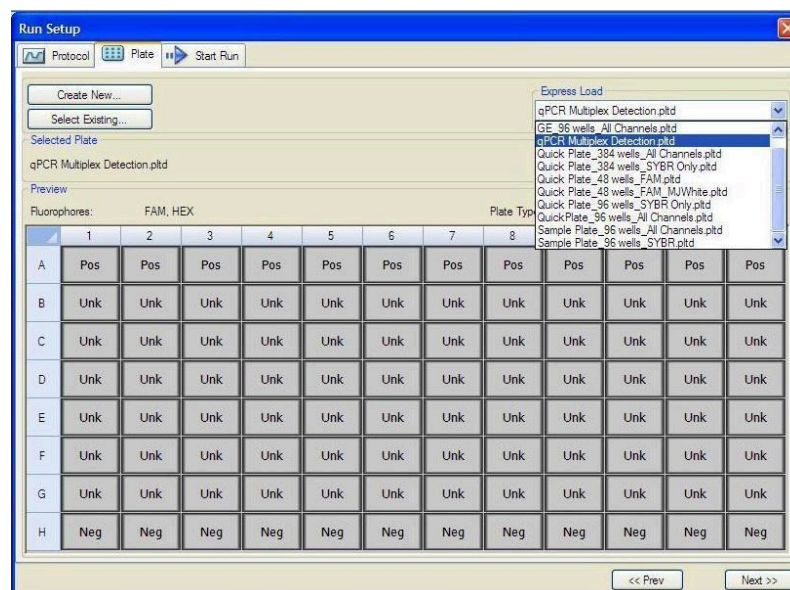 Run Setup
Protocol Plate Start Run
Create New...
Select Existing...
Express Load
qPCR Multiplex Detection.pltd
GE_96 wells_All Channels.pltd
qPCR Multiplex Detection.pltd
Quick Plate_384 wells_All Channels.pltd
Quick Plate_384 wells_SYBR Only.pltd
Quick Plate_48 wells_FAM.pltd
Quick Plate_48 wells_FAM_MJWhite.pltd
Quick Plate_96 wells_SYBR Only.pltd
QuickPlate_96 wells_All Channels.pltd
Sample Plate_96 wells_All Channels.pltd
Sample Plate_96 wells_SYBR.pltd
Selected Plate
qPCR Multiplex Detection.pltd
Preview
Fluorophores: FAM, HEX Plate Typ
1 2 3 4 5 6 7 8
A Pos Pos Pos Pos Pos Pos Pos Pos Pos Pos Pos Pos
B Unk Unk Unk Unk Unk Unk Unk Unk Unk Unk Unk Unk
C Unk Unk Unk Unk Unk Unk Unk Unk Unk Unk Unk Unk
D Unk Unk Unk Unk Unk Unk Unk Unk Unk Unk Unk Unk
E Unk Unk Unk Unk Unk Unk Unk Unk Unk Unk Unk Unk
F Unk Unk Unk Unk Unk Unk Unk Unk Unk Unk Unk Unk
G Unk Unk Unk Unk Unk Unk Unk Unk Unk Unk Unk Unk
H Neg Neg Neg Neg Neg Neg Neg Neg Neg Neg Neg Neg
<< Prev Next >>